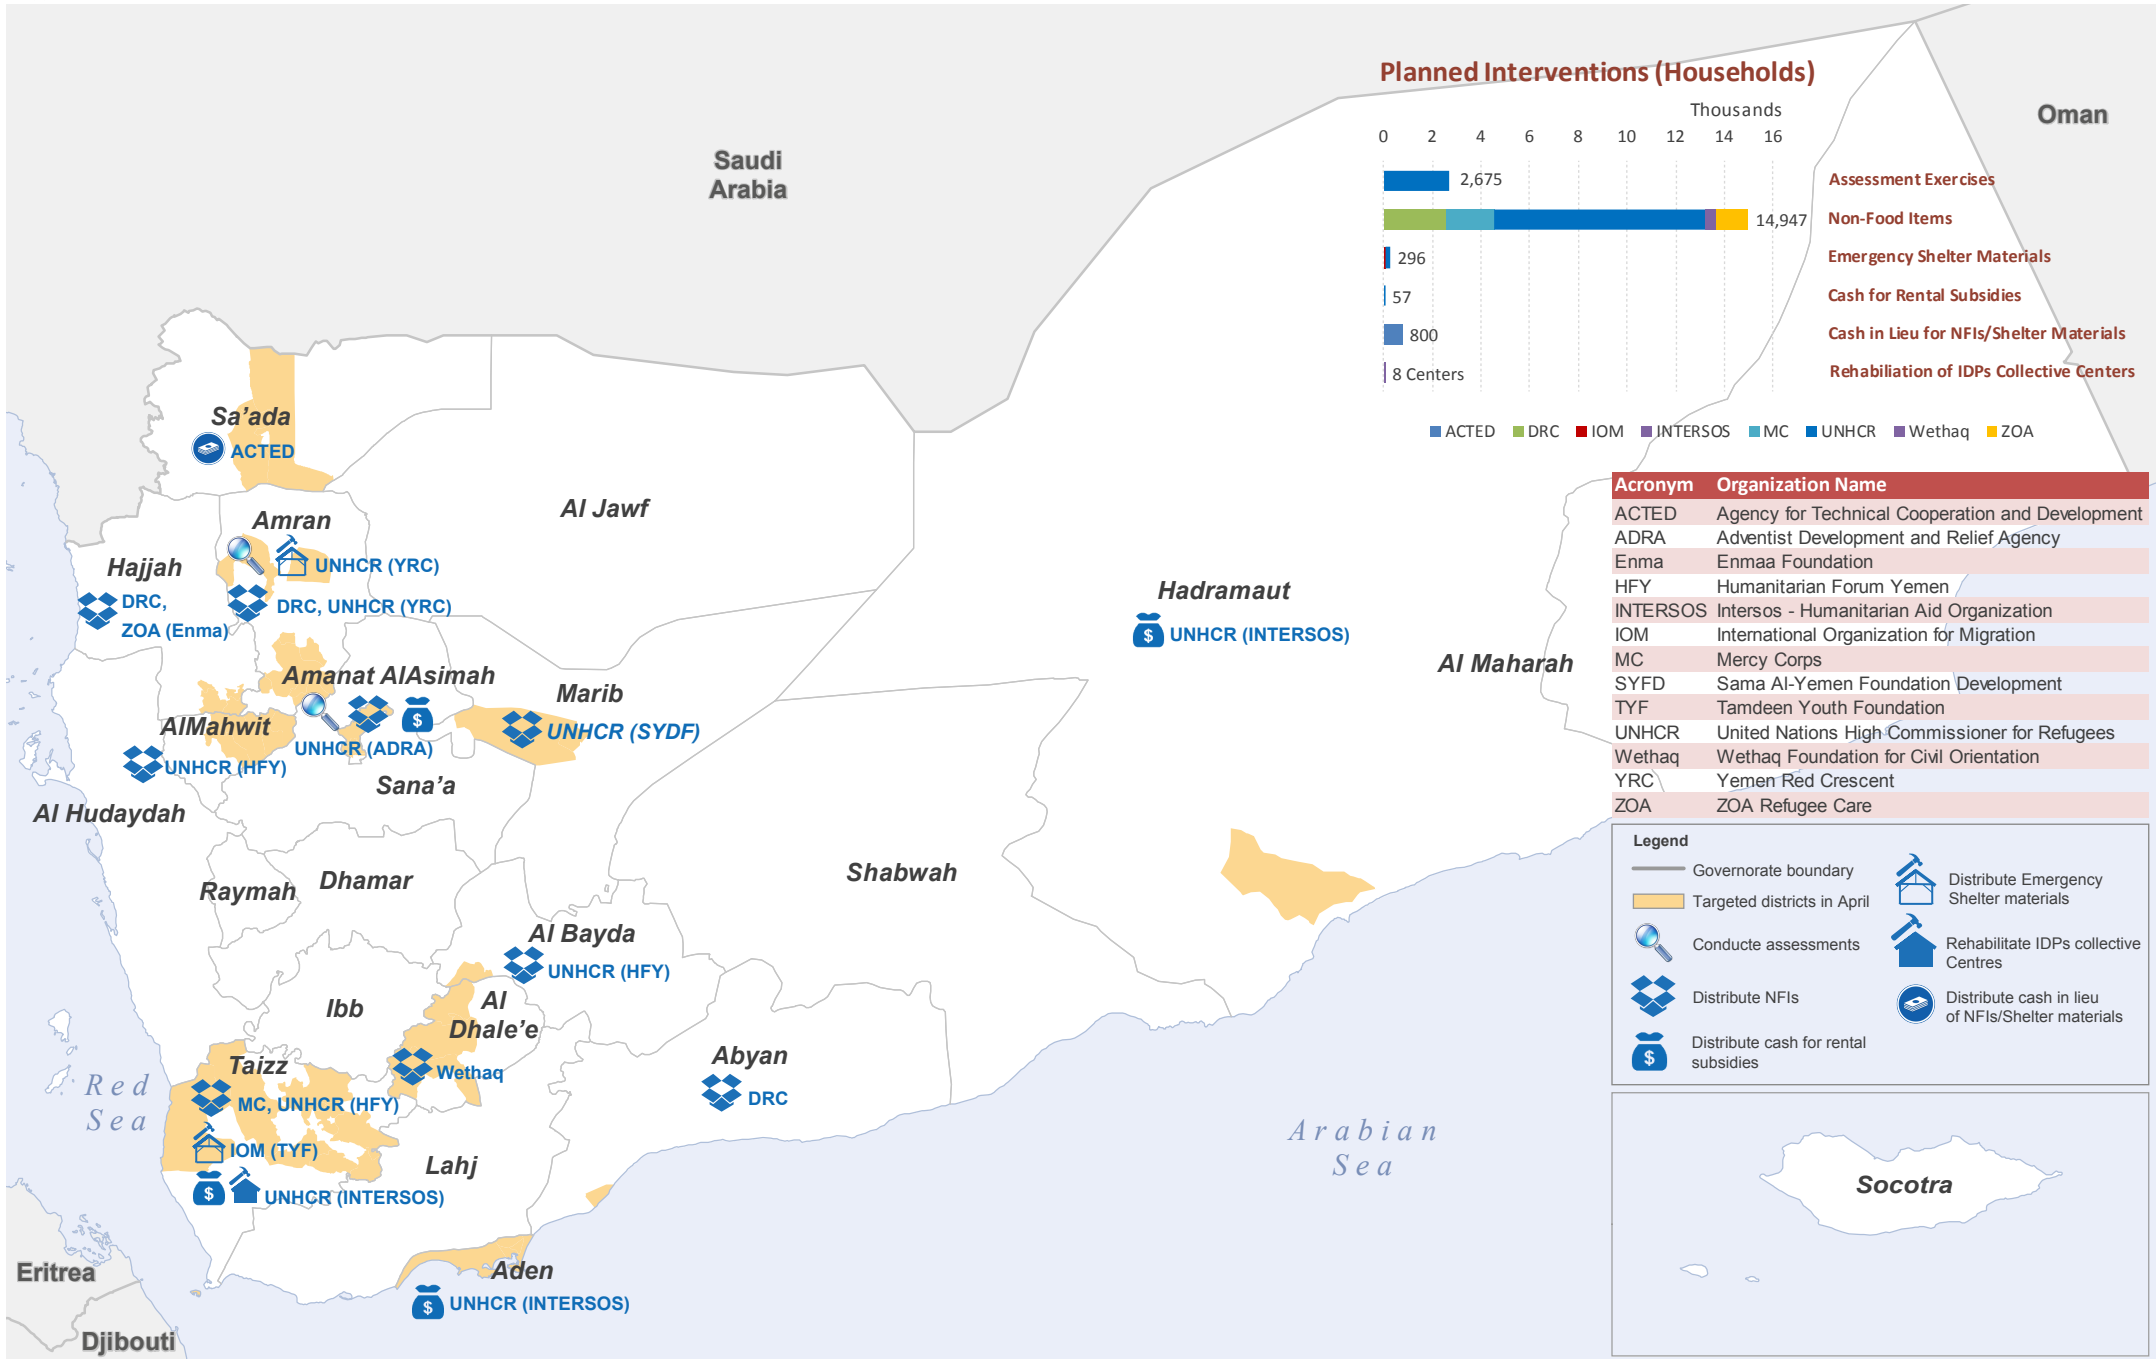 Planned Interventions (Households)
Thousands
0 2 4 6 8 10 12 14 16
2,675 Assessment Exercises
14,947 Non-Food Items
296 Emergency Shelter Materials
57 Cash for Rental Subsidies
800 Cash in Lieu for NFIs/Shelter Materials
8 Centers Rehabiliation of IDPs Collective Centers
ACTED DRC IOM INTERSOS MC UNHCR Wethaq ZOA
Oman
Saudi
Arabia
Sa'ada
ACTED
Amran
UNHCR (YRC)
DRC, UNHCR (YRC)
Hajjah
DRC,
ZOA (Enma)
Al Jawf
Hadramaut
UNHCR (INTERSOS)
Al Maharah
Amanat AlAsimah
UNHCR (ADRA)
Marib
UNHCR (SYDF)
AlMahwit
UNHCR (HFY)
Sana'a
Al Hudaydah
Raymah
Dhamar
Shabwah
Al Bayda
UNHCR (HFY)
Ibb
Al
Dhale'e
Wethaq
Abyan
DRC
Taizz
MC, UNHCR (HFY)
IOM (TYF)
UNHCR (INTERSOS)
Lahj
Aden
UNHCR (INTERSOS)
Red
Sea
Arabian
Sea
Eritrea
Djibouti
Acronym Organization Name
ACTED Agency for Technical Cooperation and Development
ADRA Adventist Development and Relief Agency
Enma Enmaa Foundation
HFY Humanitarian Forum Yemen
INTERSOS Intersos - Humanitarian Aid Organization
IOM International Organization for Migration
MC Mercy Corps
SYFD Sama Al-Yemen Foundation Development
TYF Tamdeen Youth Foundation
UNHCR United Nations High Commissioner for Refugees
Wethaq Wethaq Foundation for Civil Orientation
YRC Yemen Red Crescent
ZOA ZOA Refugee Care
Legend
Governorate boundary
Targeted districts in April
Conducte assessments
Distribute NFIs
Distribute cash for rental
subsidies
Distribute Emergency
Shelter materials
Rehabilitate IDPs collective
Centres
Distribute cash in lieu
of NFIs/Shelter materials
Socotra